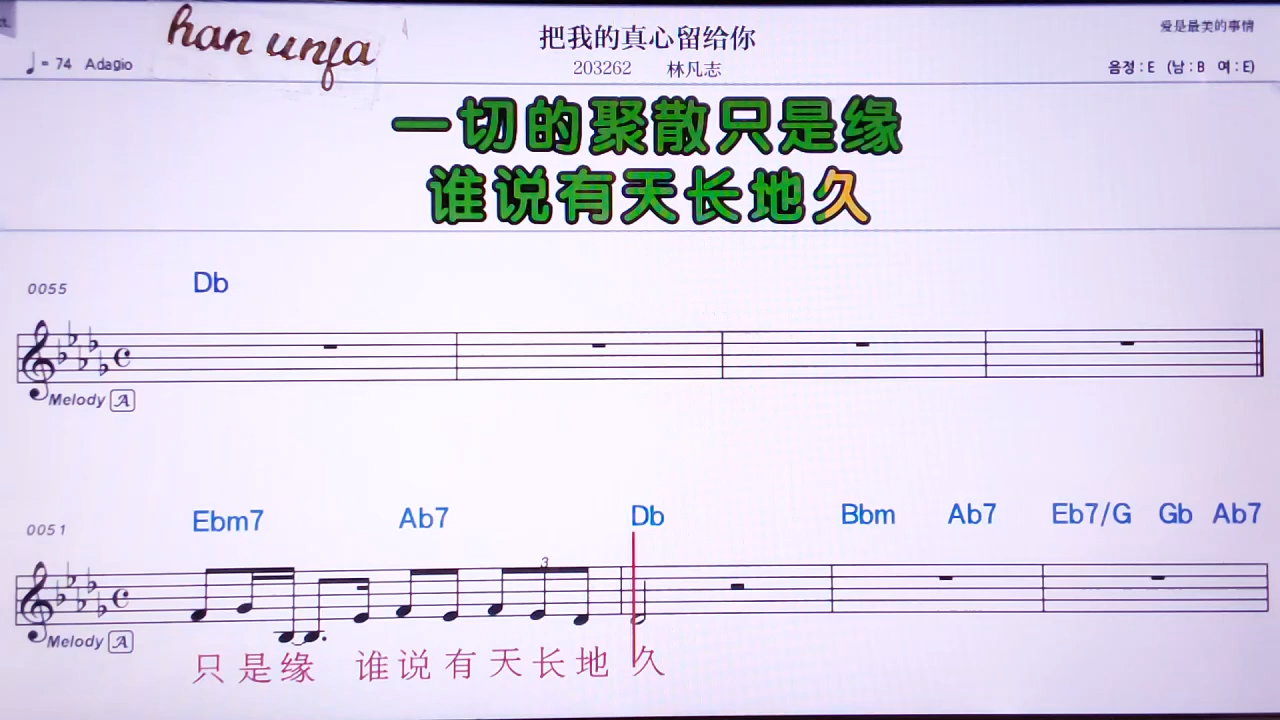 han unfa
把我的真心留给你
爱是最美的事情
♩= 74 Adagio
203262 林凡志
음정 : E (남 : B 여 : E)
一切的聚散只是缘
谁说有天长地久
0055
Db
Melody A
0051
Ebm7 Ab7 Db Bbm Ab7 Eb7/G Gb Ab7
3
Melody A
只是缘 谁说有天长地久